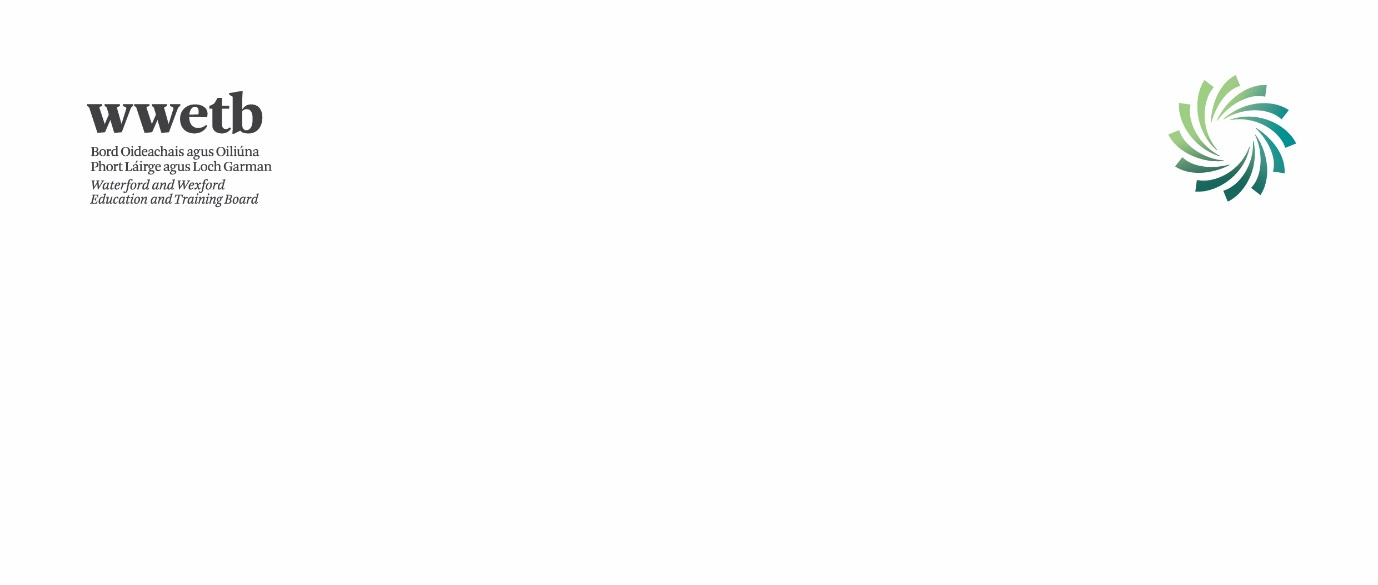 wwetb
Bord Oideachais agus Oiliúna
Phort Láirge agus Loch Garman
Waterford and Wexford
Education and Training Board